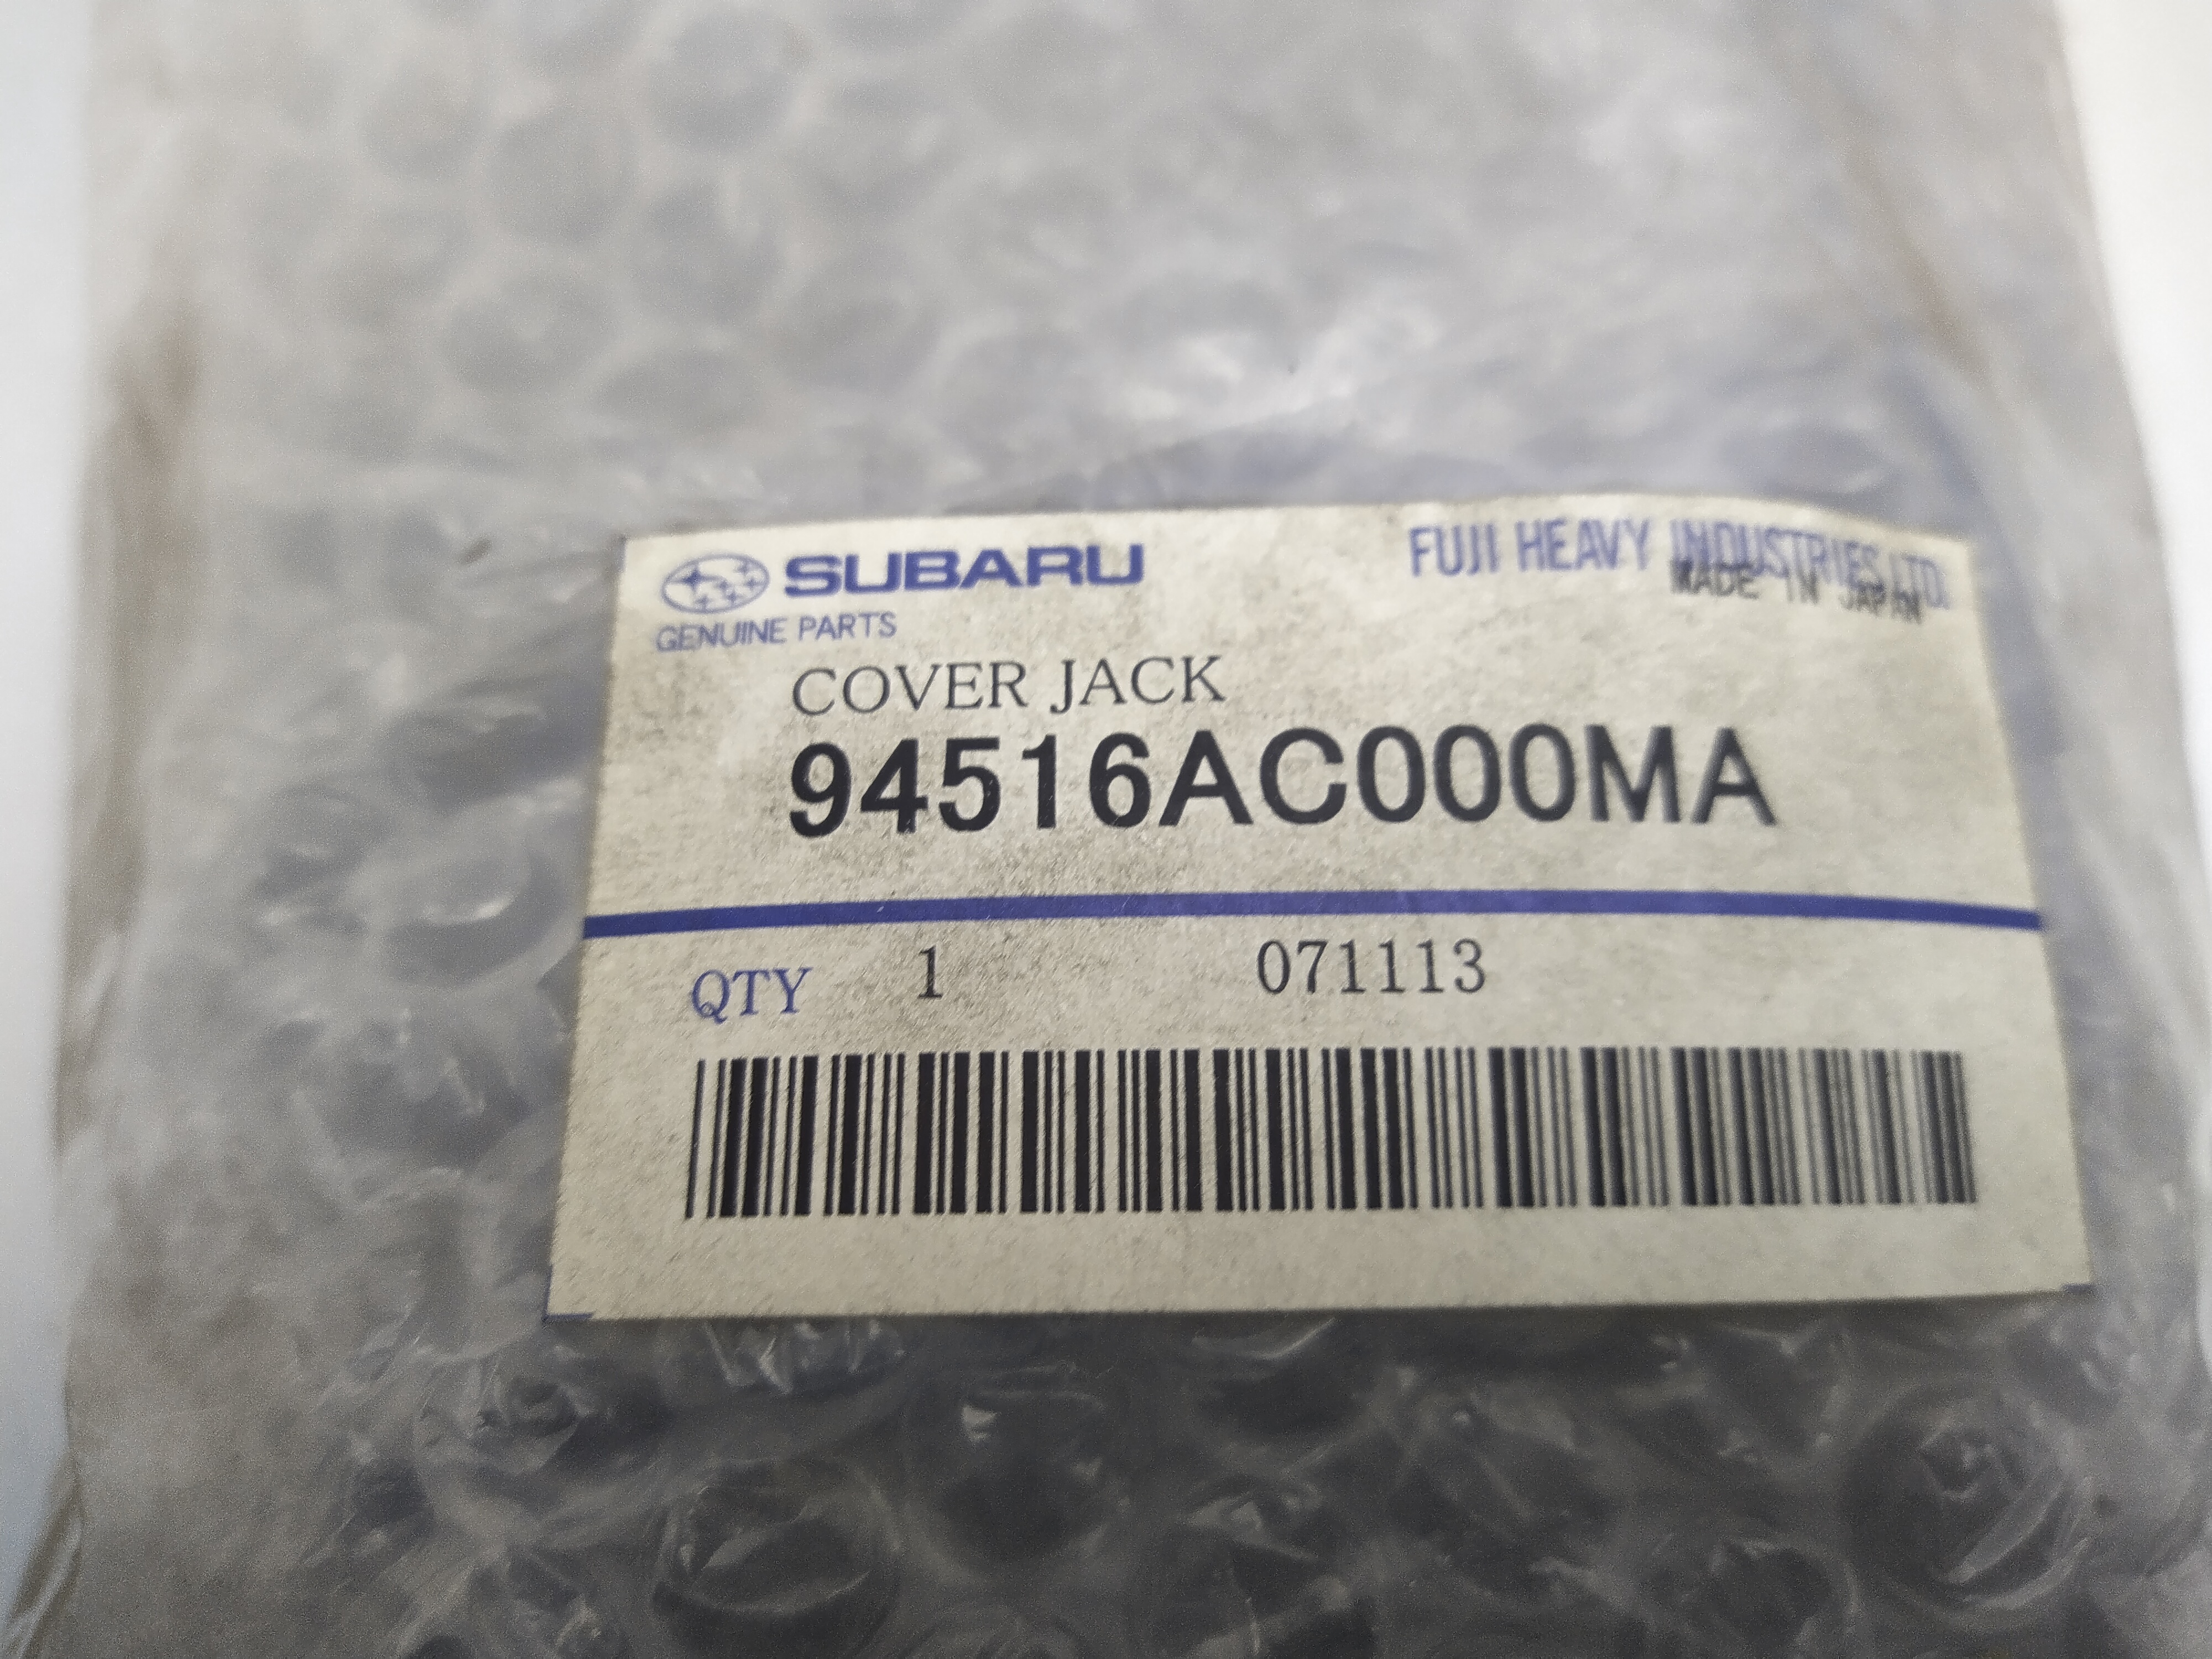 SUBARU
FUJI HEAVY INDUSTRIES LTD.
MADE IN JAPAN
GENUINE PARTS
COVER JACK
94516AC000MA
QTY 1 071113